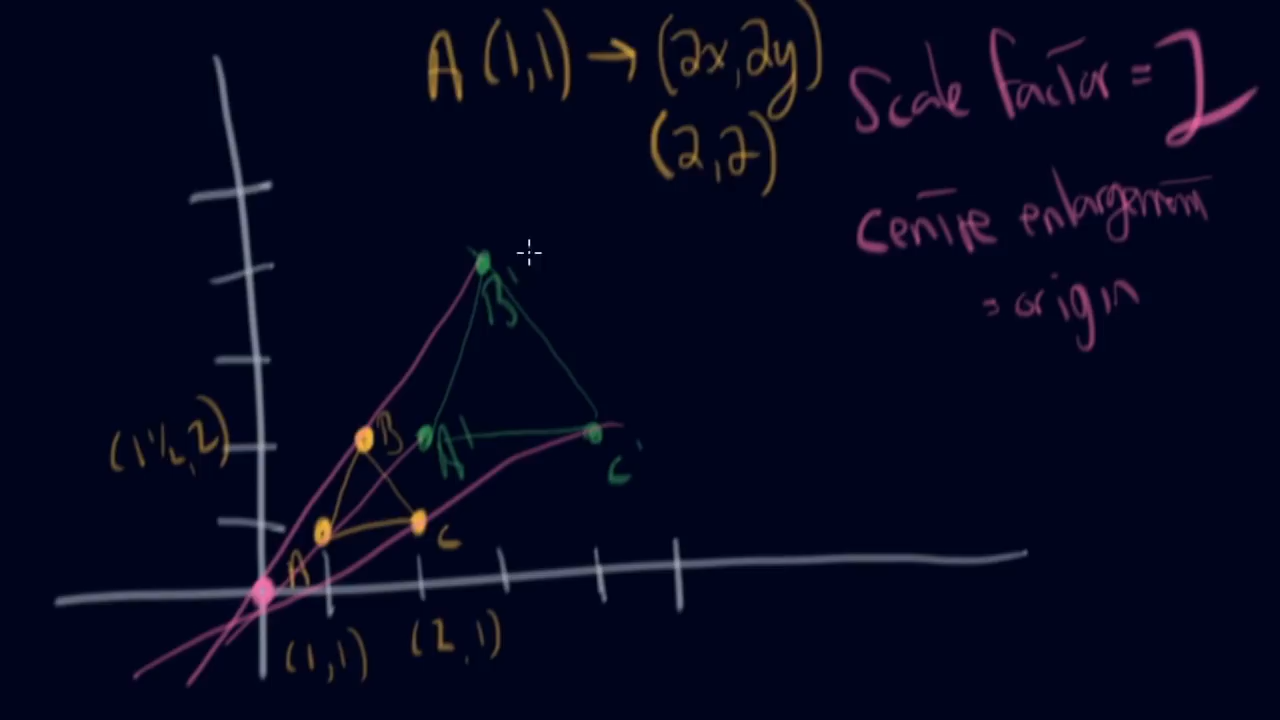 A (1,1) → (2x,2y)
(2,2)
Scale factor = 2
Centre enlargement
= origin
B'
(1½,2)
B
A'
C'
C
A
(1,1)
(2,1)